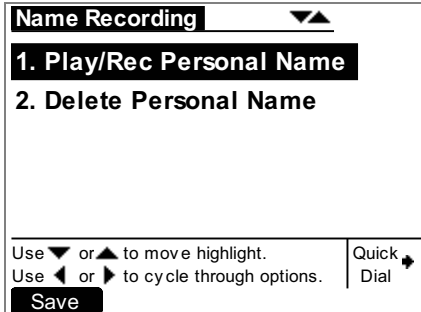 Name Recording ▼▲
1. Play/Rec Personal Name
2. Delete Personal Name
Use ▼ or ▲ to move highlight.
Use ◀ or ▶ to cycle through options.
Quick
Dial
Save